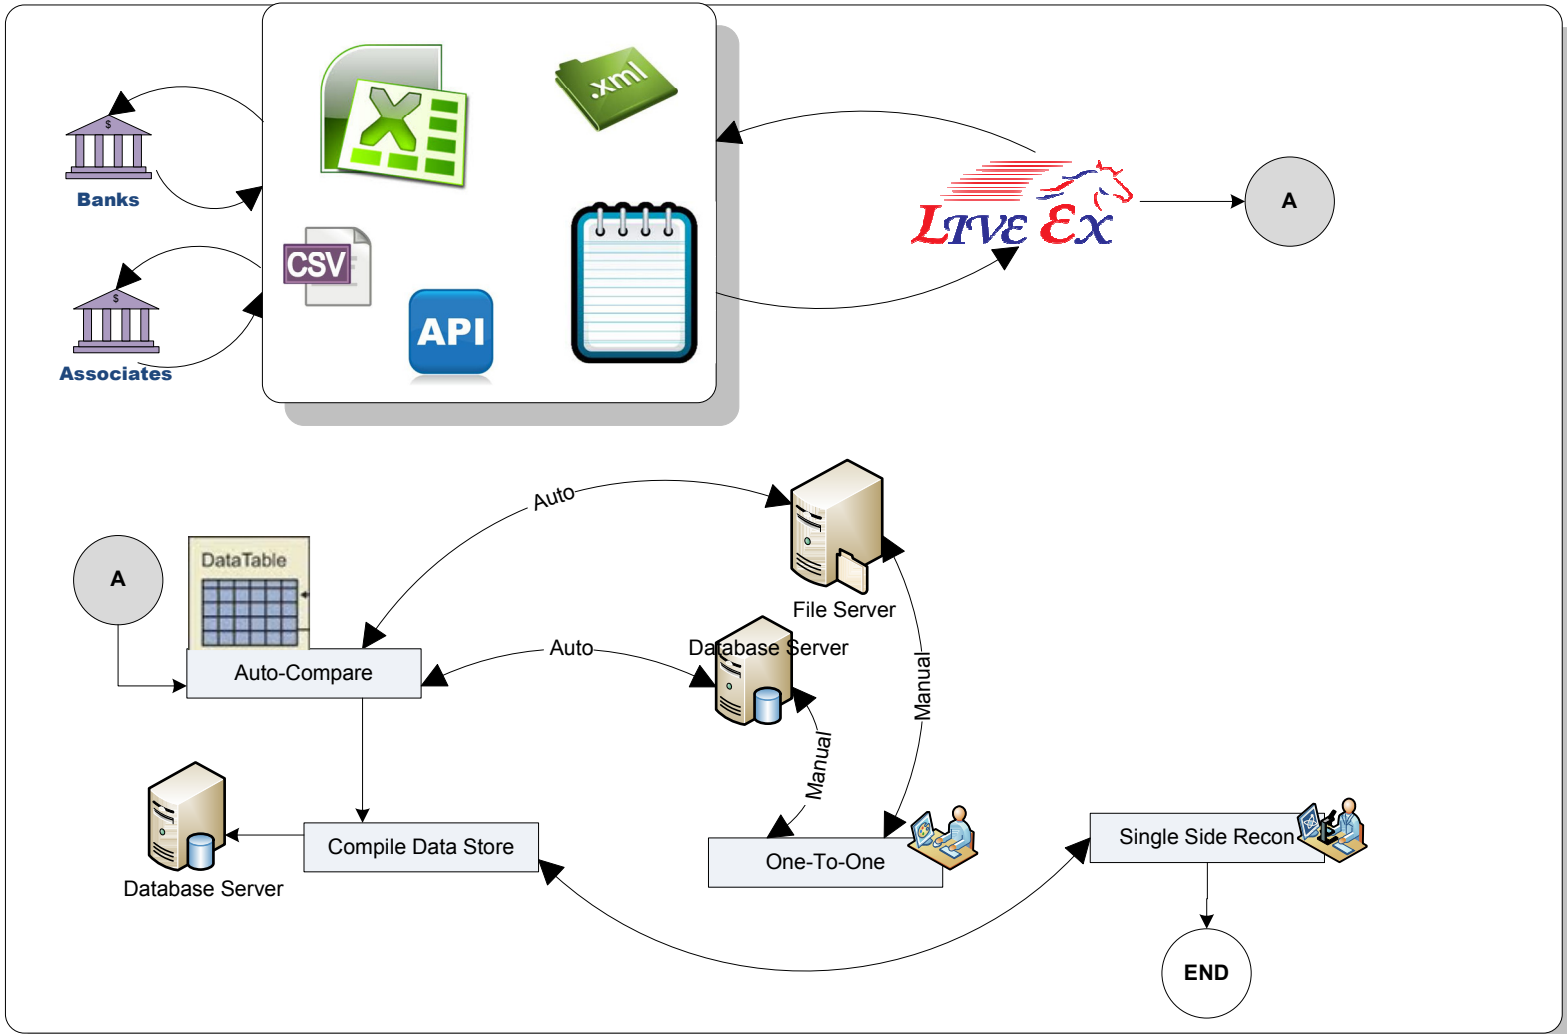 .xml
$
Banks
LIVE EX
A
CSV
$
API
Associates
Auto
A
DataTable
File Server
Auto
Database Server
Auto-Compare
Manual
Manual
Compile Data Store
Single Side Recon
One-To-One
Database Server
END